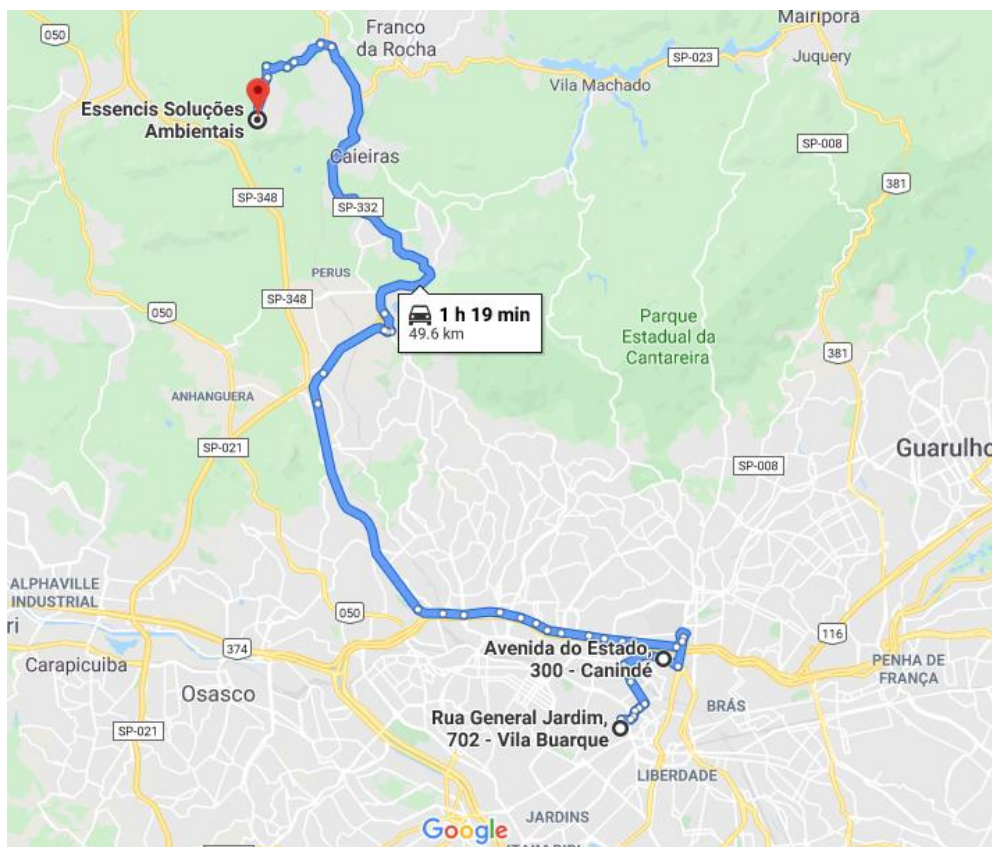 Mairiporã
050
Franco
da Rocha
SP-023
Juquery
Vila Machado
Essencis Soluções
Ambientais
SP-008
Caieiras
381
SP-348
SP-332
PERUS
SP-348
050
1 h 19 min
49.6 km
Parque
Estadual da
Cantareira
381
ANHANGUERA
SP-021
Guarulho
SP-008
ALPHAVILLE
INDUSTRIAL
050
ri
116
374
Avenida do Estado,
300 - Canindé
Carapicuiba
PENHA DE
FRANÇA
Osasco
BRÁS
Rua General Jardim,
702 - Vila Buarque
SP-021
LIBERDADE
JARDINS
Google